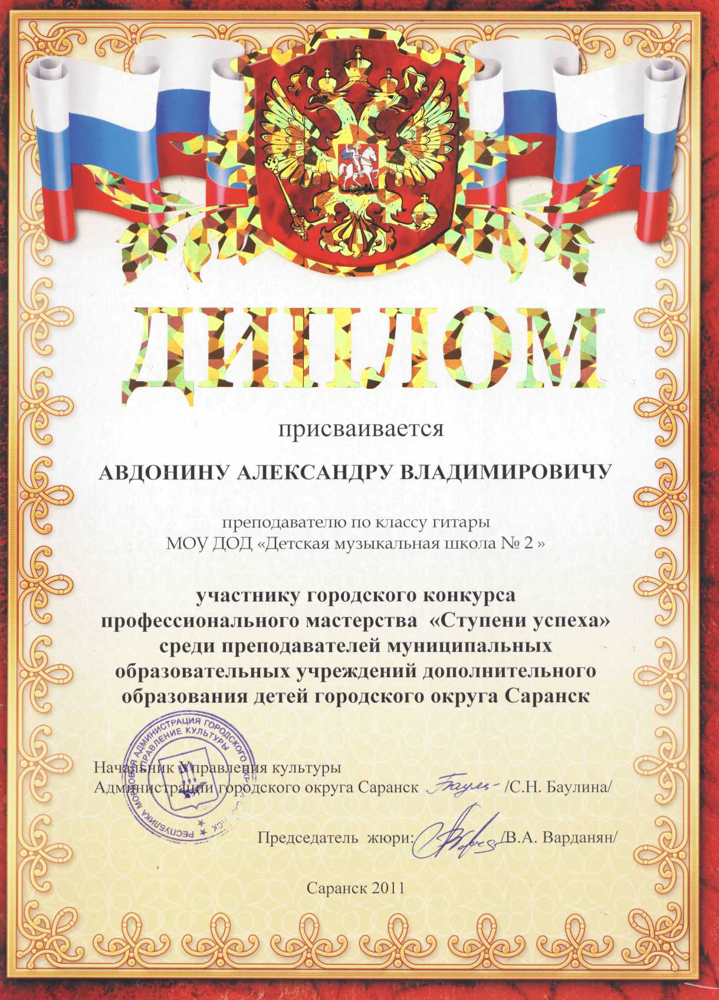 ДИПЛОМ
присваивается
АВДОНИНУ АЛЕКСАНДРУ ВЛАДИМИРОВИЧУ
преподавателю по классу гитары
МОУ ДОД «Детская музыкальная школа № 2 »
участнику городского конкурса
профессионального мастерства «Ступени успеха»
среди преподавателей муниципальных
образовательных учреждений дополнительного
образования детей городского округа Саранск
РЕСПУБЛИКА МОРДОВИЯ АДМИНИСТРАЦИЯ ГОРОДСКОГО ОКРУГА САРАНСК
УПРАВЛЕНИЕ КУЛЬТУРЫ
Начальник Управления культуры
Администрации городского округа Саранск /С.Н. Баулина/
Председатель жюри: /В.А. Варданян/
Саранск 2011